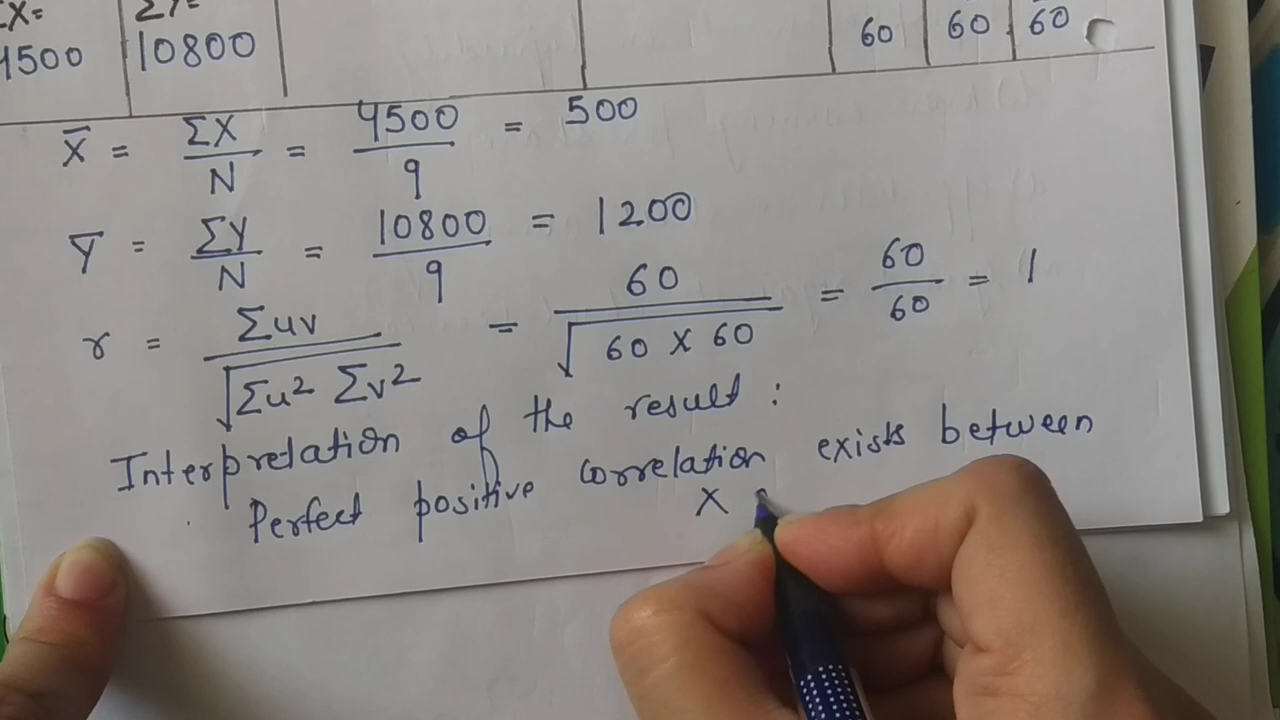 ΣX= ΣY=
4500 10800 60 60 60
X̅ = ΣX/N = 4500/9 = 500
Y̅ = ΣY/N = 10800/9 = 1200
r = Σuv/√(Σu² Σv²) = 60/√(60 X 60) = 60/60 = 1
Interpretation of the result :
Perfect positive correlation exists between
X